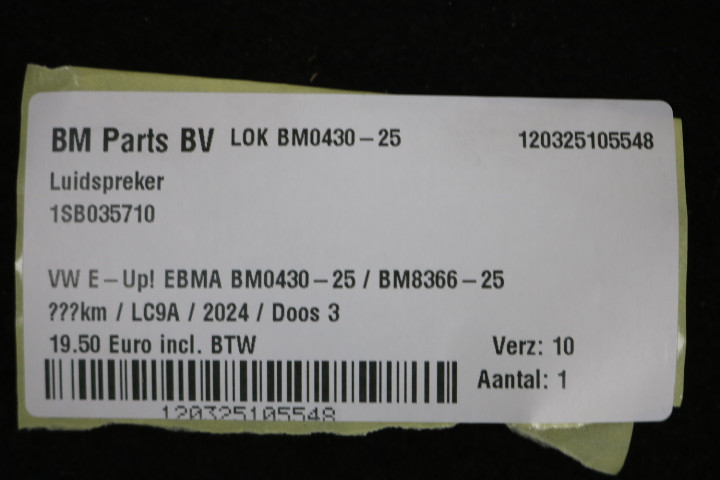 BM Parts BV LOK BM0430-25 120325105548
Luidspreker
1SB035710
VW E-Up! EBMA BM0430-25 / BM8366-25
???km / LC9A / 2024 / Doos 3
19.50 Euro incl. BTW Verz: 10
Aantal: 1
120325105548